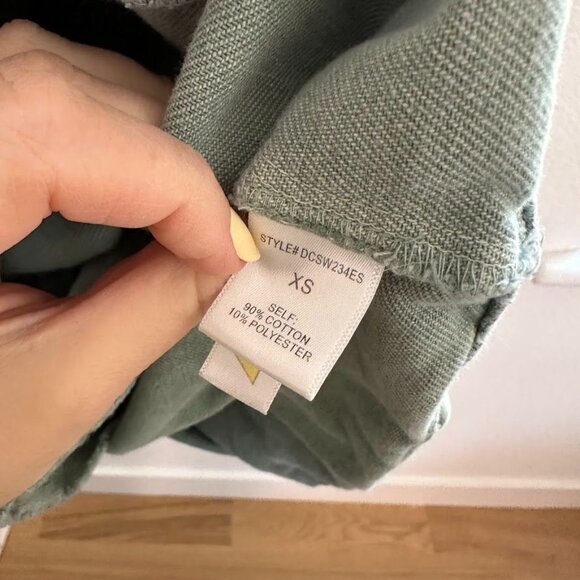 STYLE# DCSW234ES
XS
SELF:
90% COTTON
10% POLYESTER